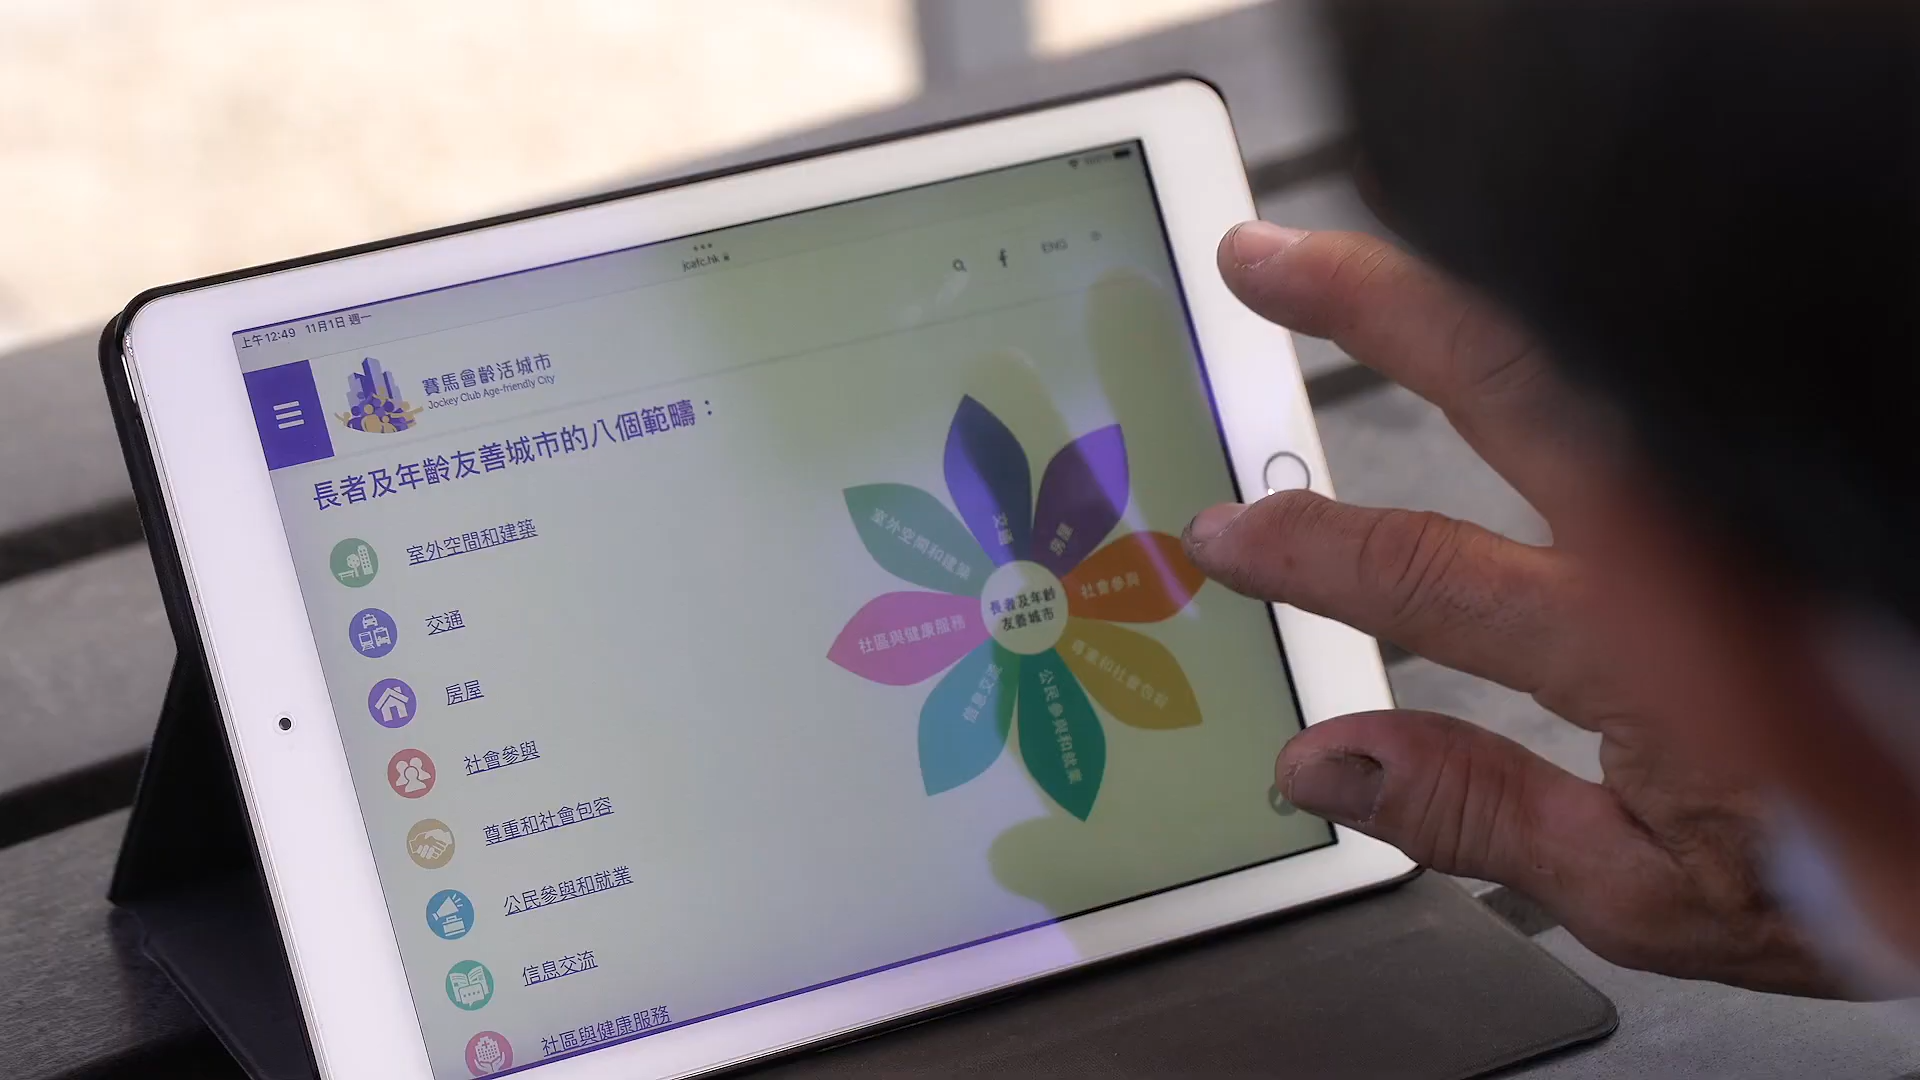 上午12:49 11月1日 週一
jcafc.hk
ENG
賽馬會齡活城市
Jockey Club Age-friendly City
長者及年齡友善城市的八個範疇：
室外空間和建築
交通
房屋
社會參與
尊重和社會包容
公民參與和就業
信息交流
社區與健康服務
交通
房屋
室外空間和建築
社會參與
長者及年齡
友善城市
社區與健康服務
尊重和社會包容
信息交流
公民參與和就業